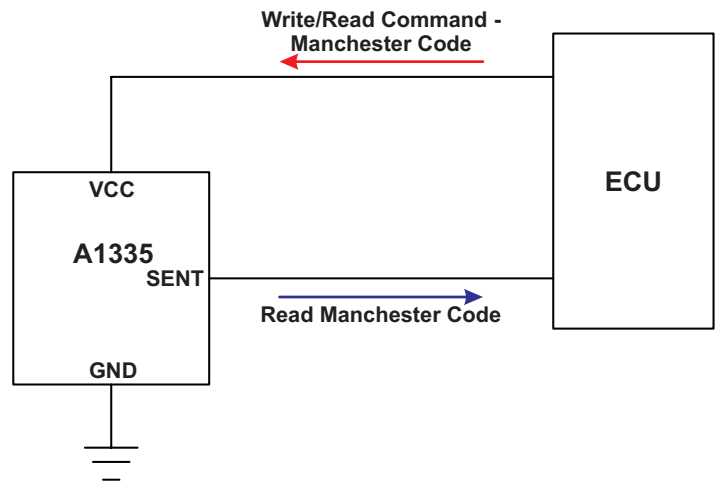 Write/Read Command -
Manchester Code
VCC
ECU
A1335
SENT
Read Manchester Code
GND